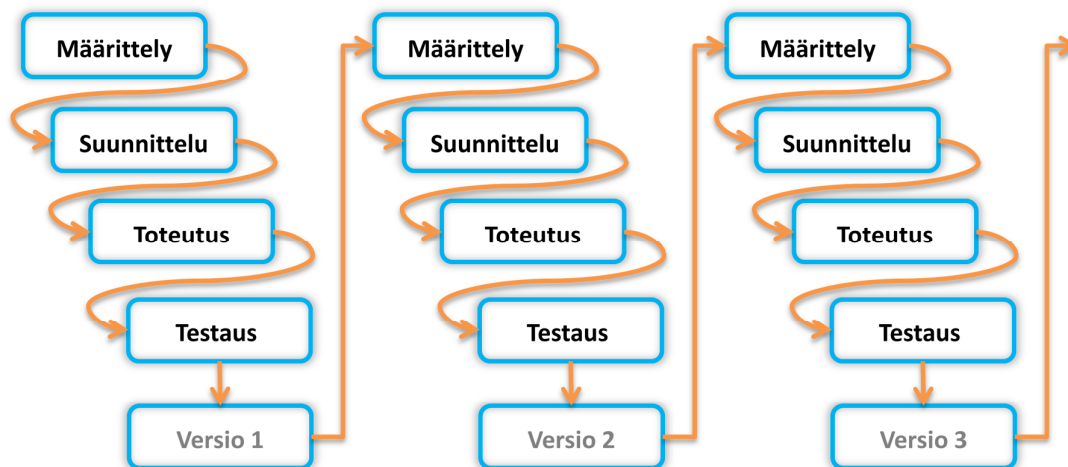 Määrittely
Suunnittelu
Toteutus
Testaus
Versio 1
Määrittely
Suunnittelu
Toteutus
Testaus
Versio 2
Määrittely
Suunnittelu
Toteutus
Testaus
Versio 3